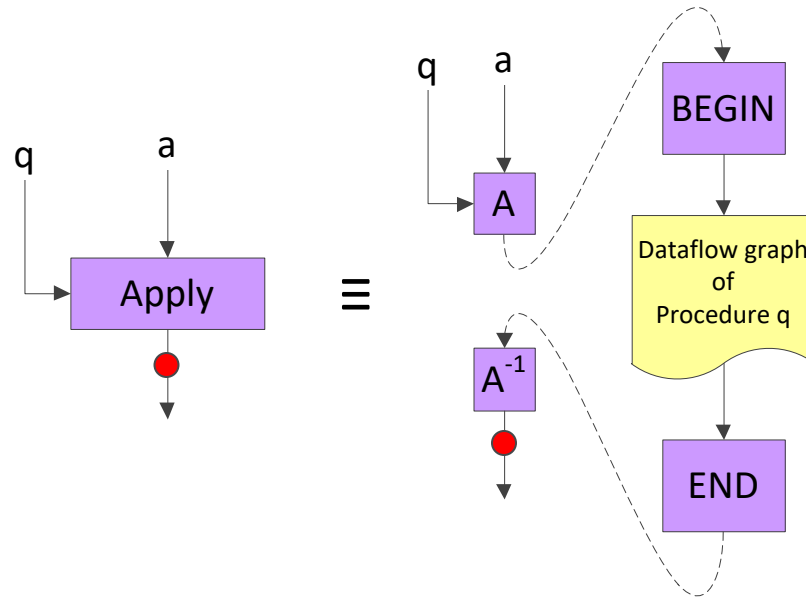 q
a
Apply
≡
q
a
A
BEGIN
Dataflow graph
of
Procedure q
A⁻¹
END